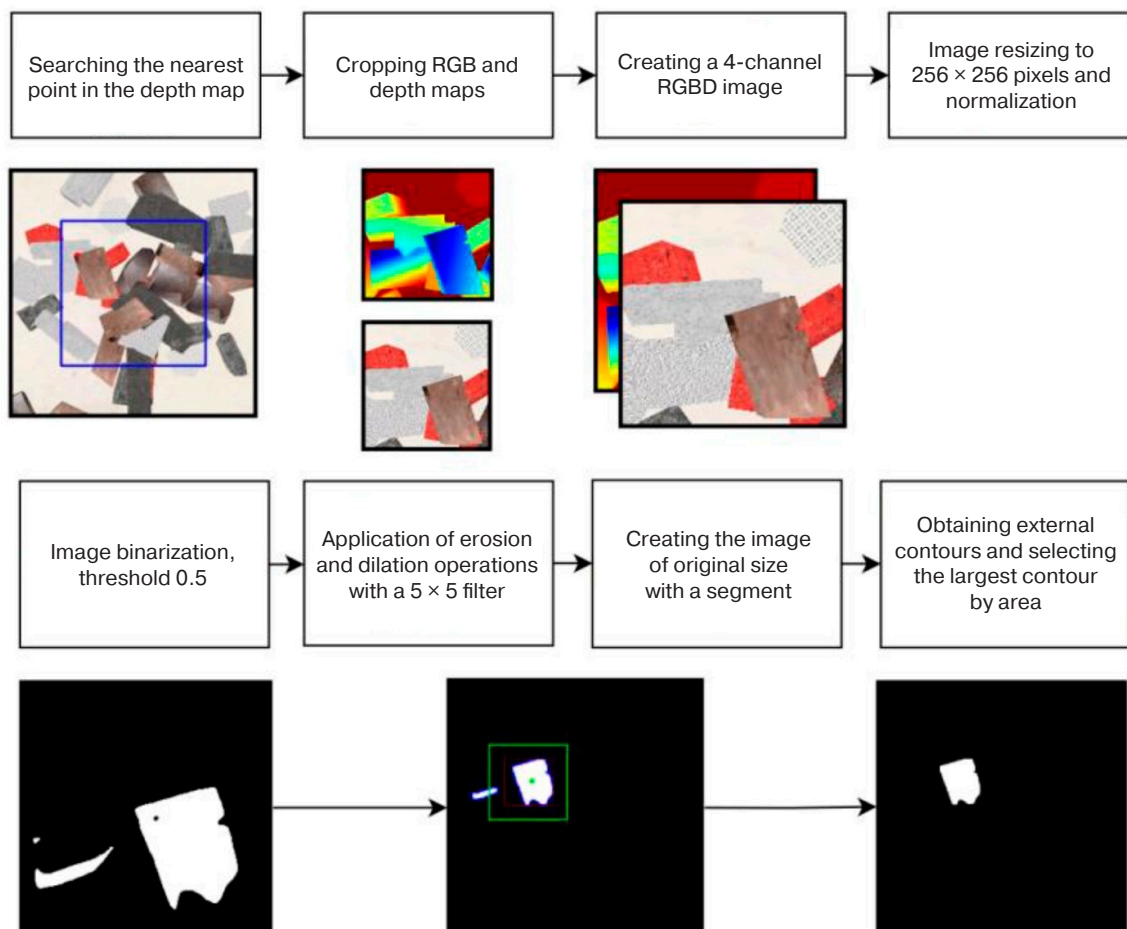 Searching the nearest
point in the depth map
Cropping RGB and
depth maps
Creating a 4-channel
RGBD image
Image resizing to
256 × 256 pixels and
normalization
Image binarization,
threshold 0.5
Application of erosion
and dilation operations
with a 5 × 5 filter
Creating the image
of original size
with a segment
Obtaining external
contours and selecting
the largest contour
by area